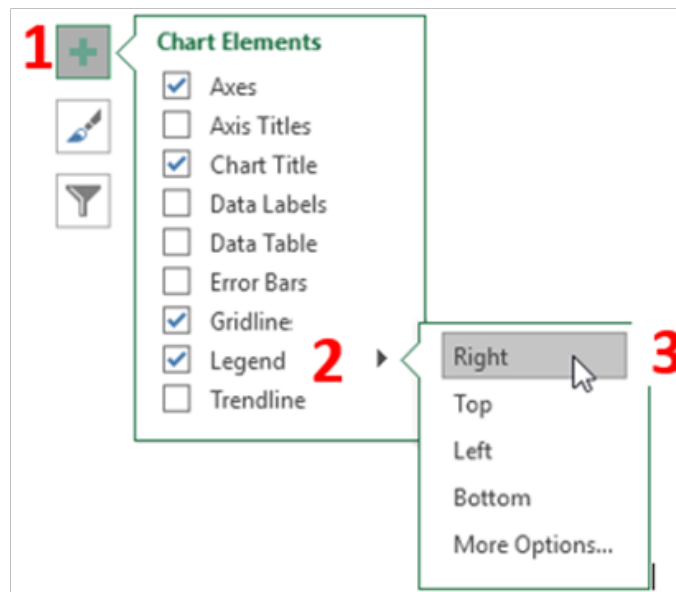 1
Chart Elements
Axes
Axis Titles
Chart Title
Data Labels
Data Table
Error Bars
Gridline
Legend 2
Trendline
Right 3
Top
Left
Bottom
More Options...